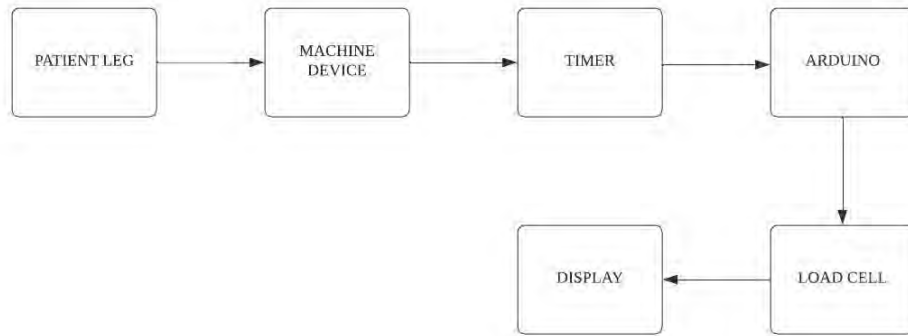 PATIENT LEG
MACHINE
DEVICE
TIMER
ARDUINO
DISPLAY
LOAD CELL